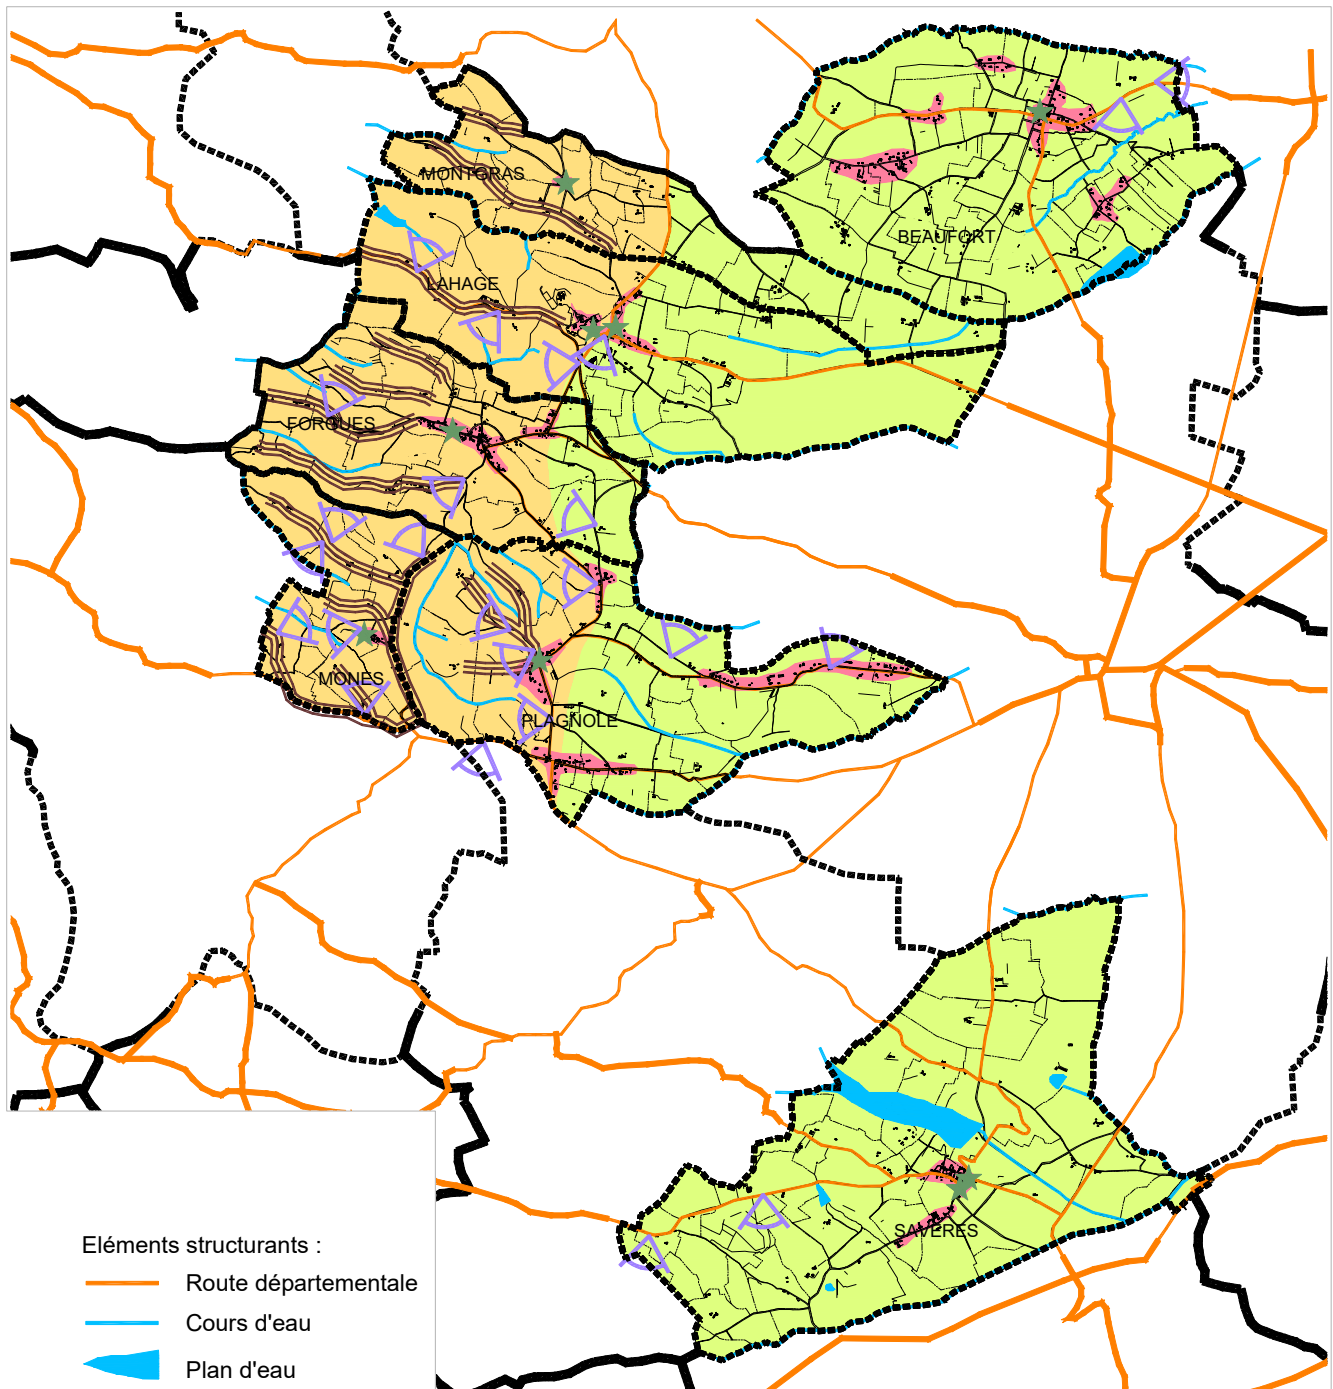 MONTGRAS
BEAUFORT
LAHAGE
FORGUES
MONES
PLAGNOLE
SAVERES
Eléments structurants :
Route départementale
Cours d'eau
Plan d'eau